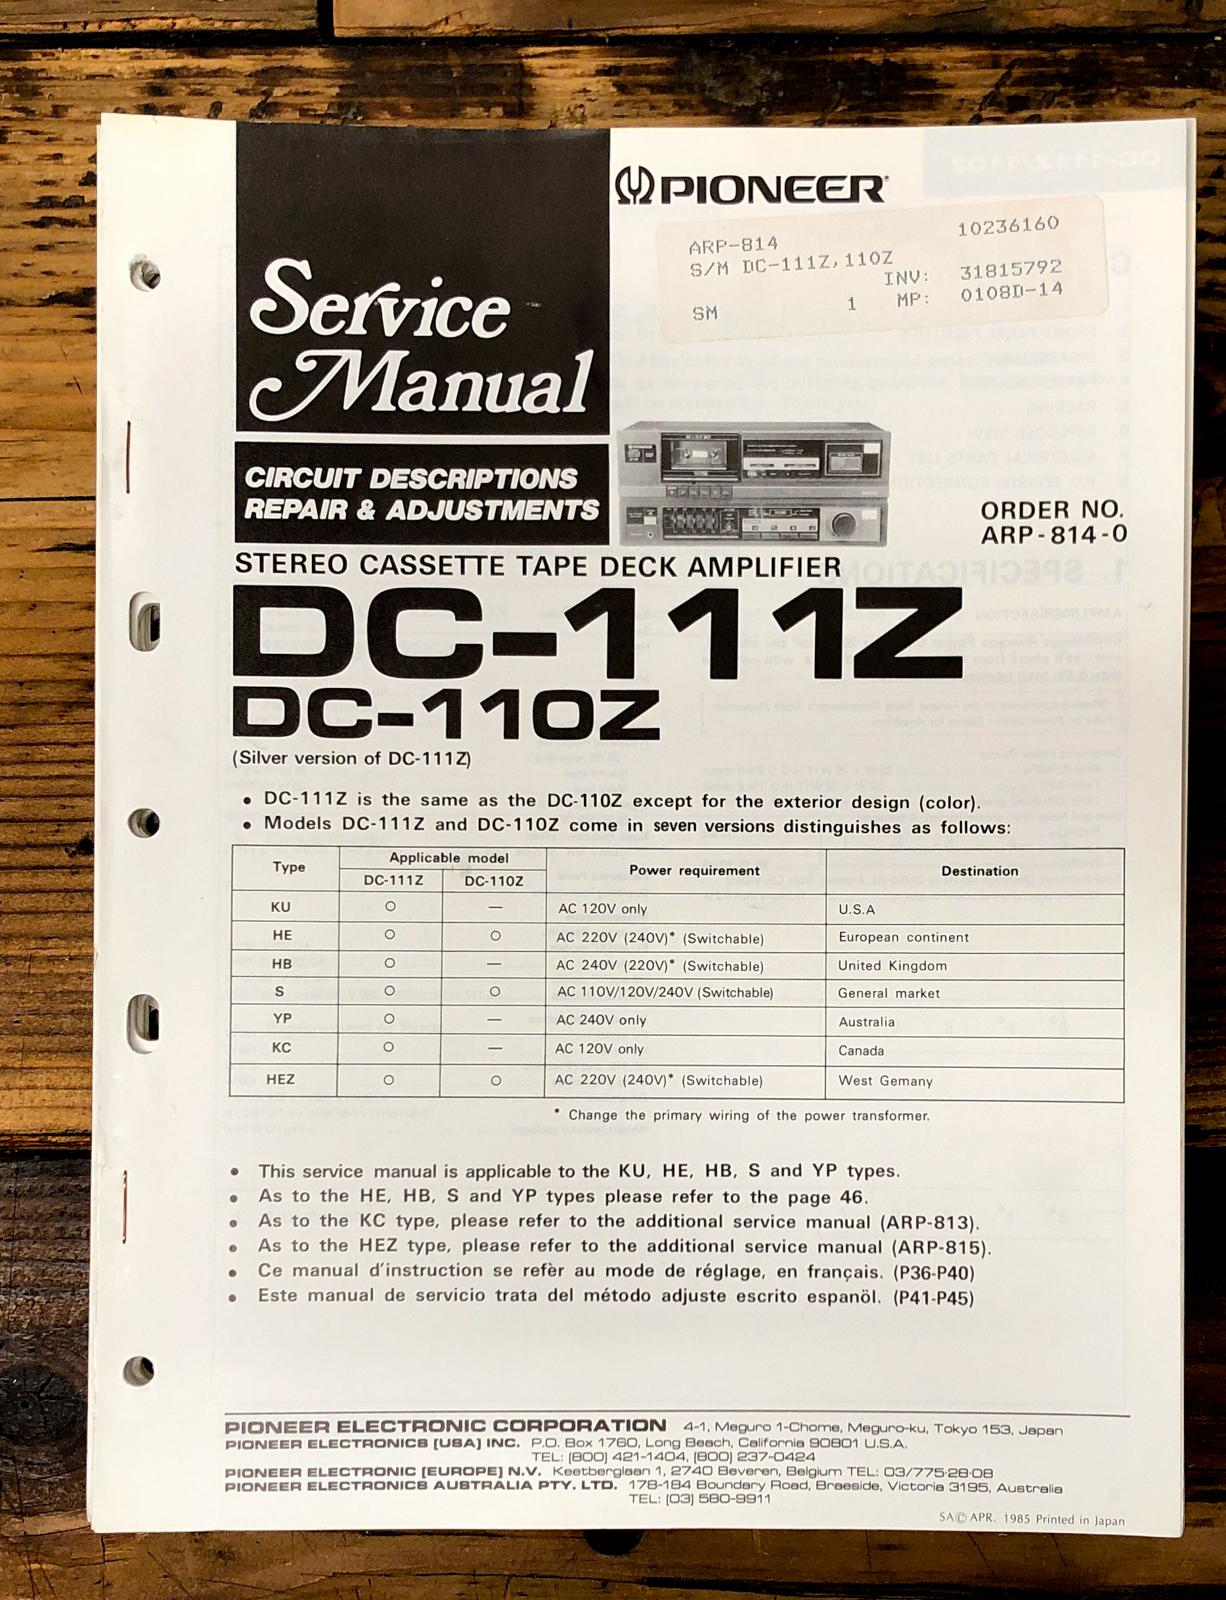 PIONEER®
ARP-814 10236160
S/M DC-111Z,110Z
INV: 31815792
SM 1 MP: 0108D-14
Service
Manual
CIRCUIT DESCRIPTIONS
REPAIR & ADJUSTMENTS
ORDER NO.
ARP-814-0
STEREO CASSETTE TAPE DECK AMPLIFIER
DC-111Z
DC-110Z
(Silver version of DC-111Z)
• DC-111Z is the same as the DC-110Z except for the exterior design (color).
• Models DC-111Z and DC-110Z come in seven versions distinguishes as follows:
Type Applicable model Power requirement Destination
DC-111Z DC-110Z
KU ○ — AC 120V only U.S.A
HE ○ ○ AC 220V (240V)* (Switchable) European continent
HB ○ — AC 240V (220V)* (Switchable) United Kingdom
S ○ ○ AC 110V/120V/240V (Switchable) General market
YP ○ — AC 240V only Australia
KC ○ — AC 120V only Canada
HEZ ○ ○ AC 220V (240V)* (Switchable) West Gemany
* Change the primary wiring of the power transformer.
• This service manual is applicable to the KU, HE, HB, S and YP types.
• As to the HE, HB, S and YP types please refer to the page 46.
• As to the KC type, please refer to the additional service manual (ARP-813).
• As to the HEZ type, please refer to the additional service manual (ARP-815).
• Ce manual d'instruction se refèr au mode de réglage, en français. (P36-P40)
• Este manual de servicio trata del método adjuste escrito espanöl. (P41-P45)
PIONEER ELECTRONIC CORPORATION 4-1, Meguro 1-Chome, Meguro-ku, Tokyo 153, Japan
PIONEER ELECTRONICS (USA) INC. P.O. Box 1760, Long Beach, California 90801 U.S.A.
TEL: (800) 421-1404, (800) 237-0424
PIONEER ELECTRONIC (EUROPE) N.V. Keetberglaan 1, 2740 Beveren, Belgium TEL: 03/775·28·08
PIONEER ELECTRONICS AUSTRALIA PTY. LTD. 178-184 Boundary Road, Braeside, Victoria 3195, Australia
TEL: (03) 580-9911
SA © APR. 1985 Printed in Japan